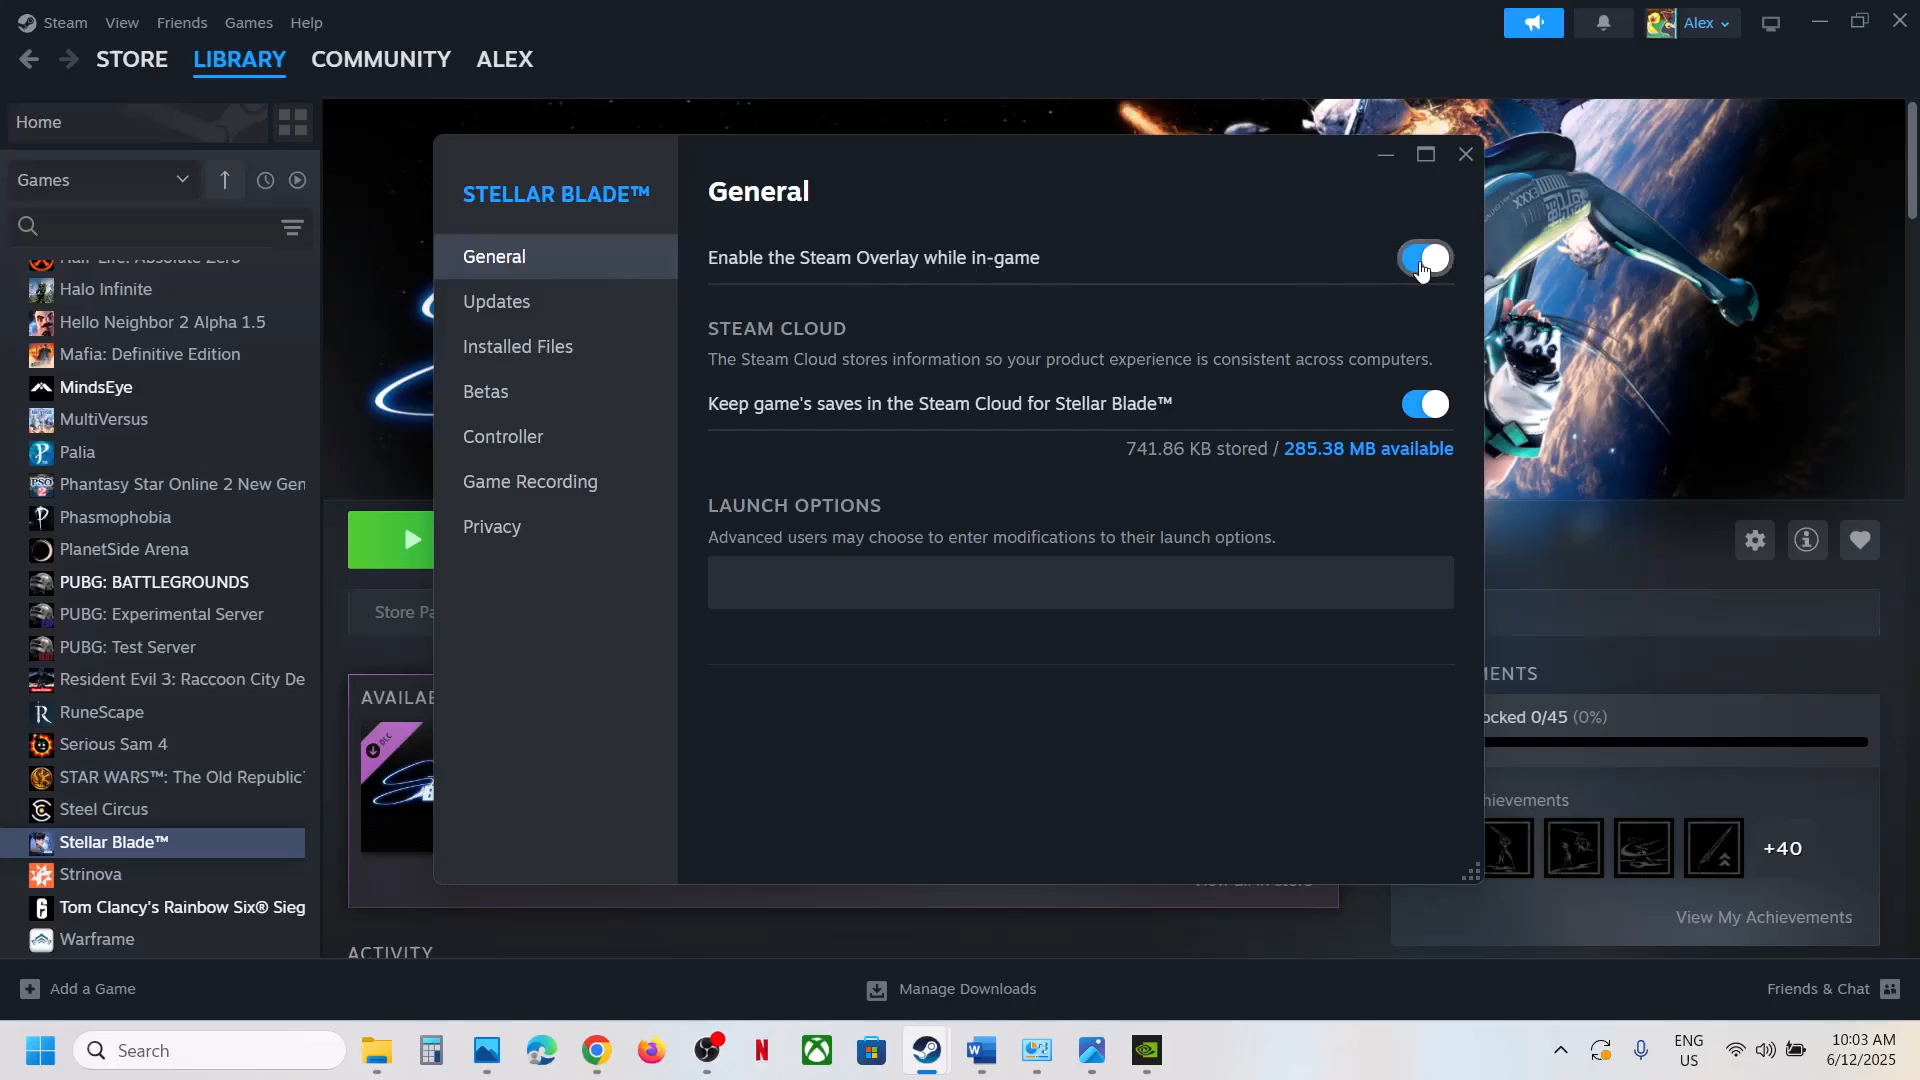 Steam View Friends Games Help
Alex
STORE LIBRARY COMMUNITY ALEX
Home
Games
Halo Infinite
Hello Neighbor 2 Alpha 1.5
Mafia: Definitive Edition
MindsEye
MultiVersus
Palia
Phantasy Star Online 2 New Gen
Phasmophobia
PlanetSide Arena
PUBG: BATTLEGROUNDS
PUBG: Experimental Server
PUBG: Test Server
Resident Evil 3: Raccoon City De
RuneScape
Serious Sam 4
STAR WARS™: The Old Republic
Steel Circus
Stellar Blade™
Strinova
Tom Clancy's Rainbow Six® Sieg
Warframe
STELLAR BLADE™
General
Updates
Installed Files
Betas
Controller
Game Recording
Privacy
General
Enable the Steam Overlay while in-game
STEAM CLOUD
The Steam Cloud stores information so your product experience is consistent across computers.
Keep game's saves in the Steam Cloud for Stellar Blade™
741.86 KB stored / 285.38 MB available
LAUNCH OPTIONS
Advanced users may choose to enter modifications to their launch options.
Store Pa
AVAILAB
DLC
ACTIVITY
MENTS
ocked 0/45 (0%)
hievements
+40
View My Achievements
Add a Game
Manage Downloads
Friends & Chat
Search
ENG
US
10:03 AM
6/12/2025